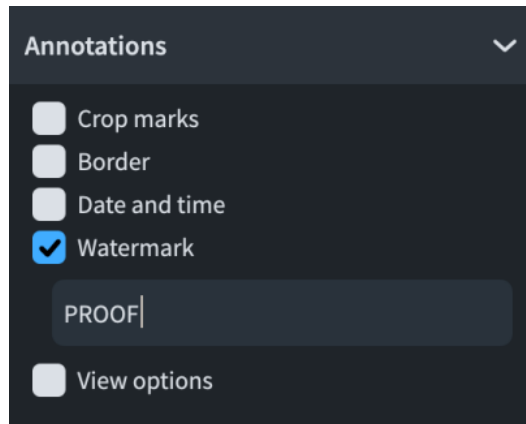 Annotations
Crop marks
Border
Date and time
Watermark
PROOF
View options